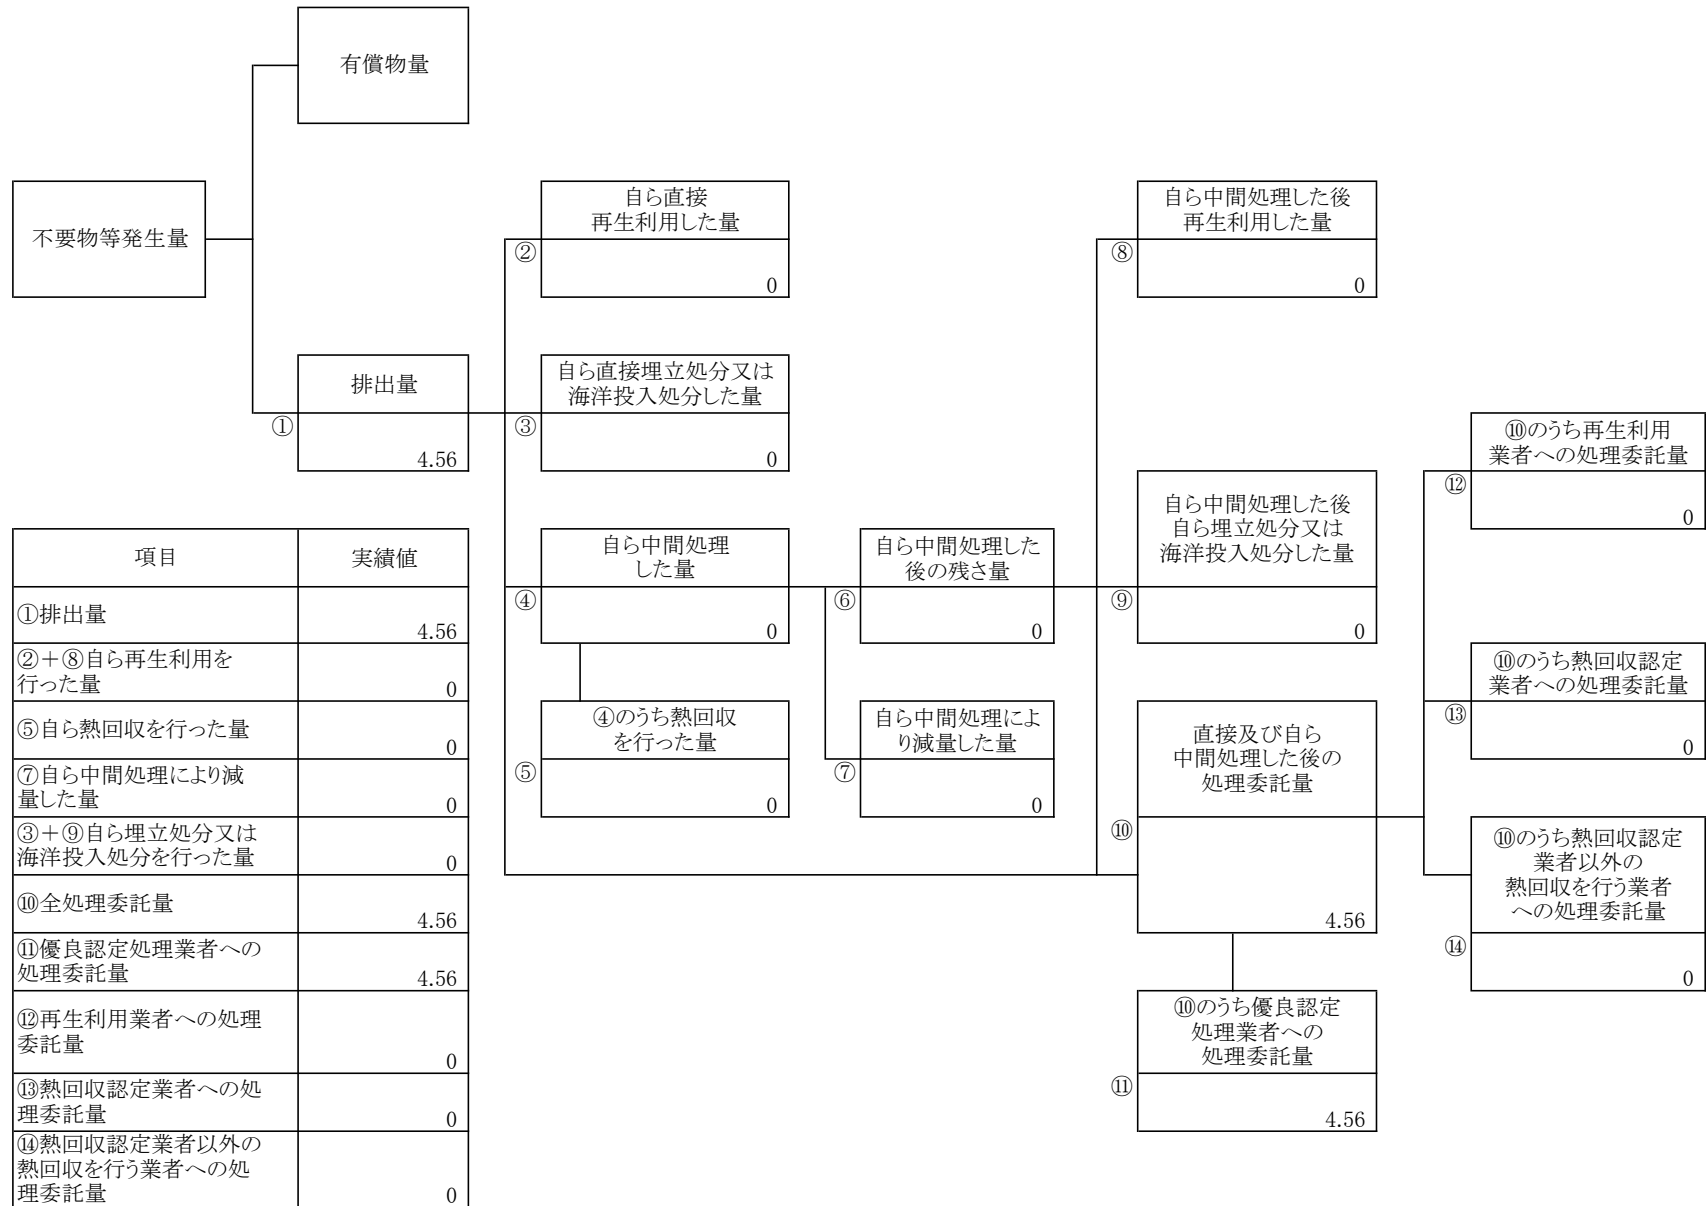 有償物量
不要物等発生量
自ら直接
再生利用した量
②
0
自ら中間処理した後
再生利用した量
⑧
0
排出量
①
4.56
自ら直接埋立処分又は
海洋投入処分した量
③
0
⑩のうち再生利用
業者への処理委託量
⑫
0
自ら中間処理
した量
④
0
自ら中間処理した
後の残さ量
⑥
0
自ら中間処理した後
自ら埋立処分又は
海洋投入処分した量
⑨
0
⑩のうち熱回収認定
業者への処理委託量
⑬
0
④のうち熱回収
を行った量
⑤
0
自ら中間処理によ
り減量した量
⑦
0
直接及び自ら
中間処理した後の
処理委託量
⑩
4.56
⑩のうち熱回収認定
業者以外の
熱回収を行う業者
への処理委託量
⑭
0
⑩のうち優良認定
処理業者への
処理委託量
⑪
4.56
項目 実績値
①排出量
4.56
②＋⑧自ら再生利用を
行った量
0
⑤自ら熱回収を行った量
0
⑦自ら中間処理により減
量した量
0
③＋⑨自ら埋立処分又は
海洋投入処分を行った量
0
⑩全処理委託量
4.56
⑪優良認定処理業者への
処理委託量
4.56
⑫再生利用業者への処理
委託量
0
⑬熱回収認定業者への処
理委託量
0
⑭熱回収認定業者以外の
熱回収を行う業者への処
理委託量
0